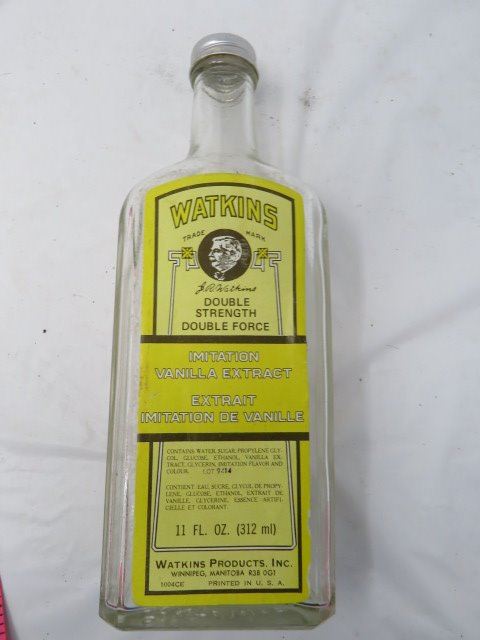 WATKINS
TRADE MARK
J.R. Watkins
DOUBLE
STRENGTH
DOUBLE FORCE
IMITATION
VANILLA EXTRACT
EXTRAIT
IMITATION DE VANILLE
CONTAINS: WATER, SUGAR, PROPYLENE GLY-
COL, GLUCOSE, ETHANOL, VANILLA EX-
TRACT, GLYCERIN, IMITATION FLAVOR AND
COLOUR. LOT
CONTIENT: EAU, SUCRE, GLYCOL DE PROPY-
LENE, GLUCOSE, ETHANOL, EXTRAIT DE
VANILLE, GLYCERINE, ESSENCE ARTIFI-
CIELLE ET COLORANT.
11 FL. OZ. (312 ml)
WATKINS PRODUCTS, INC.
WINNIPEG, MANITOBA R3B 0G1
1004CE PRINTED IN U. S. A.